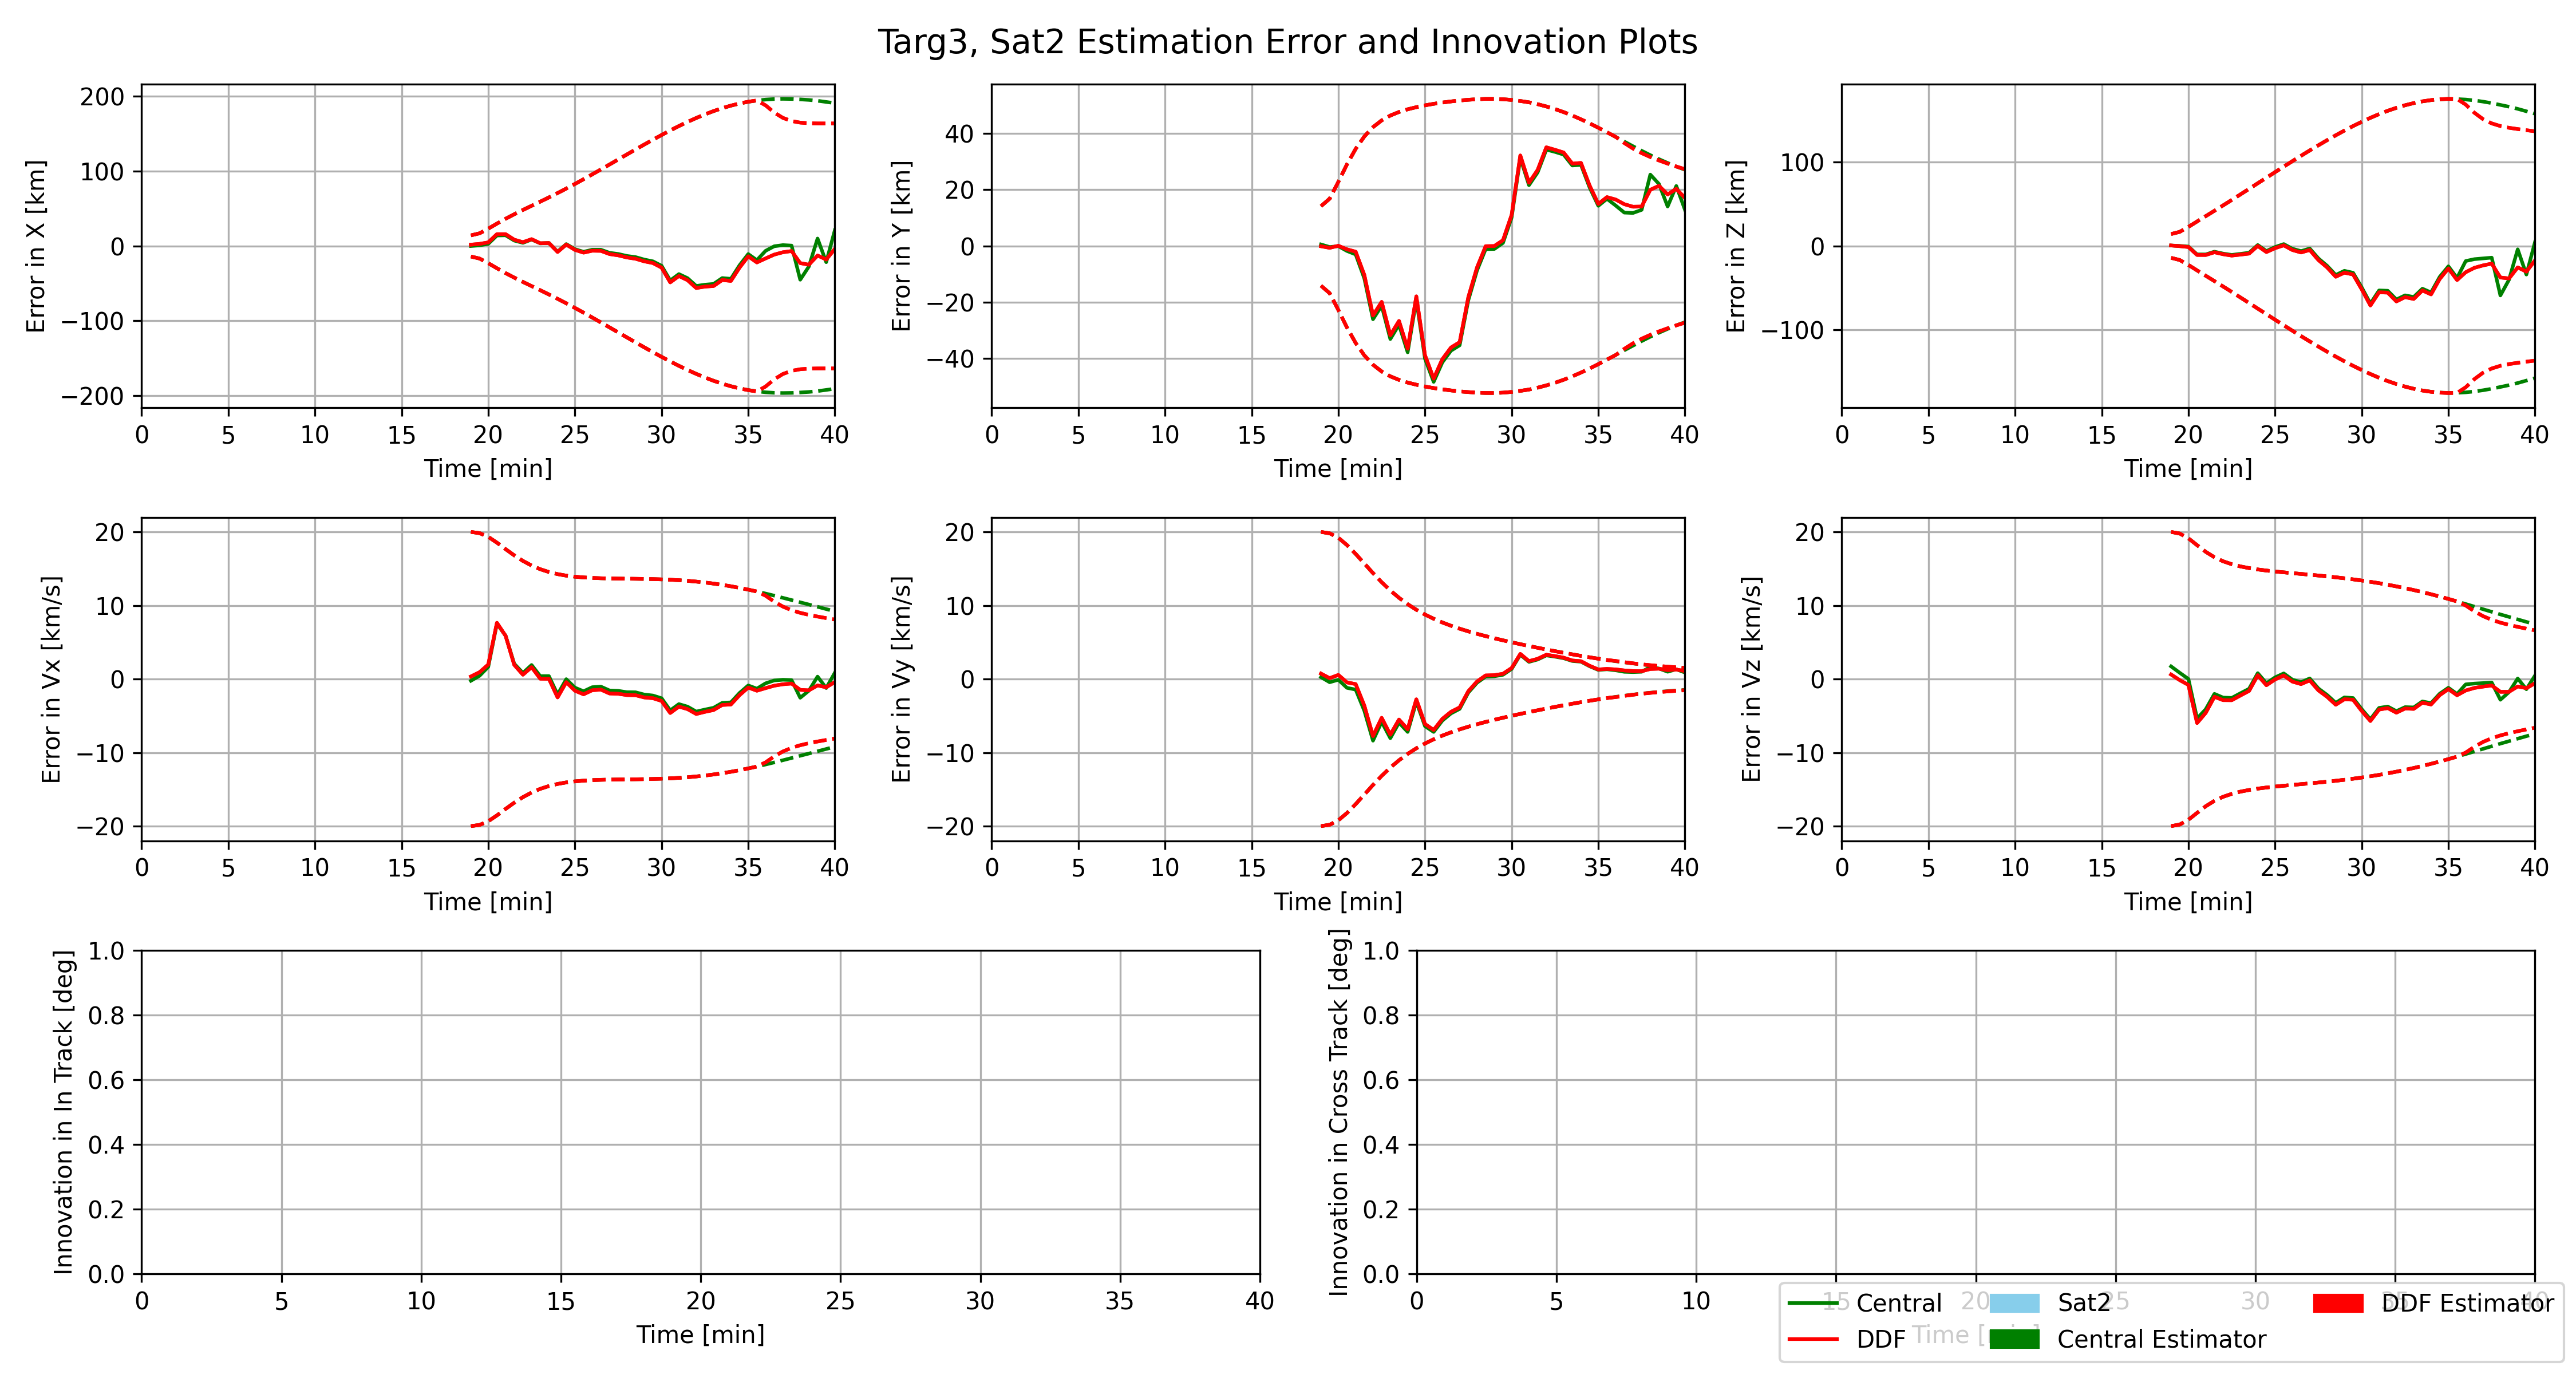 Targ3, Sat2 Estimation Error and Innovation Plots
200
100
0
−100
−200
Error in X [km]
0 5 10 15 20 25 30 35 40
Time [min]
40
20
0
−20
−40
Error in Y [km]
0 5 10 15 20 25 30 35 40
Time [min]
100
0
−100
Error in Z [km]
0 5 10 15 20 25 30 35 40
Time [min]
20
10
0
−10
−20
Error in Vx [km/s]
0 5 10 15 20 25 30 35 40
Time [min]
20
10
0
−10
−20
Error in Vy [km/s]
0 5 10 15 20 25 30 35 40
Time [min]
20
10
0
−10
−20
Error in Vz [km/s]
0 5 10 15 20 25 30 35 40
Time [min]
1.0
0.8
0.6
0.4
0.2
0.0
Innovation in In Track [deg]
0 5 10 15 20 25 30 35 40
Time [min]
1.0
0.8
0.6
0.4
0.2
0.0
Innovation in Cross Track [deg]
0 5 10 15 20 25 30 35 40
Time [
Central
DDF
Sat2
Central Estimator
DDF Estimator